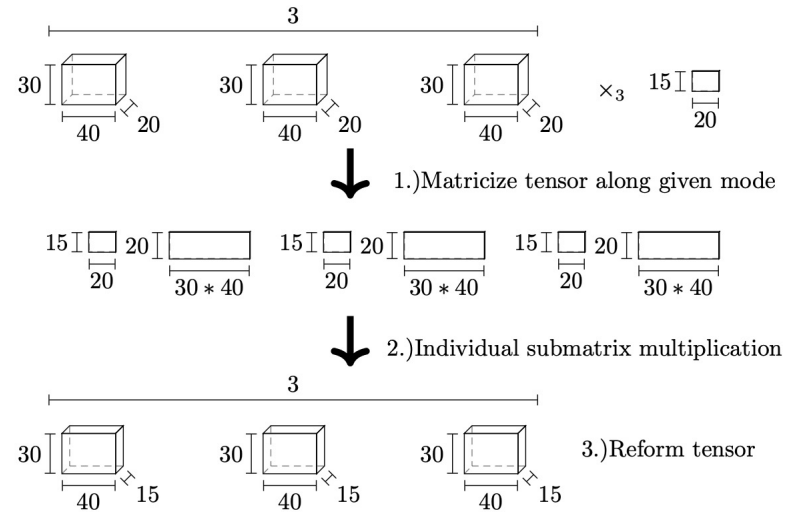 3
30 40 20 30 40 20 30 40 20 ×₃ 15 20
1.)Matricize tensor along given mode
15 20 20 30 ∗ 40 15 20 20 30 ∗ 40 15 20 20 30 ∗ 40
2.)Individual submatrix multiplication
3
30 40 15 30 40 15 30 40 15 3.)Reform tensor